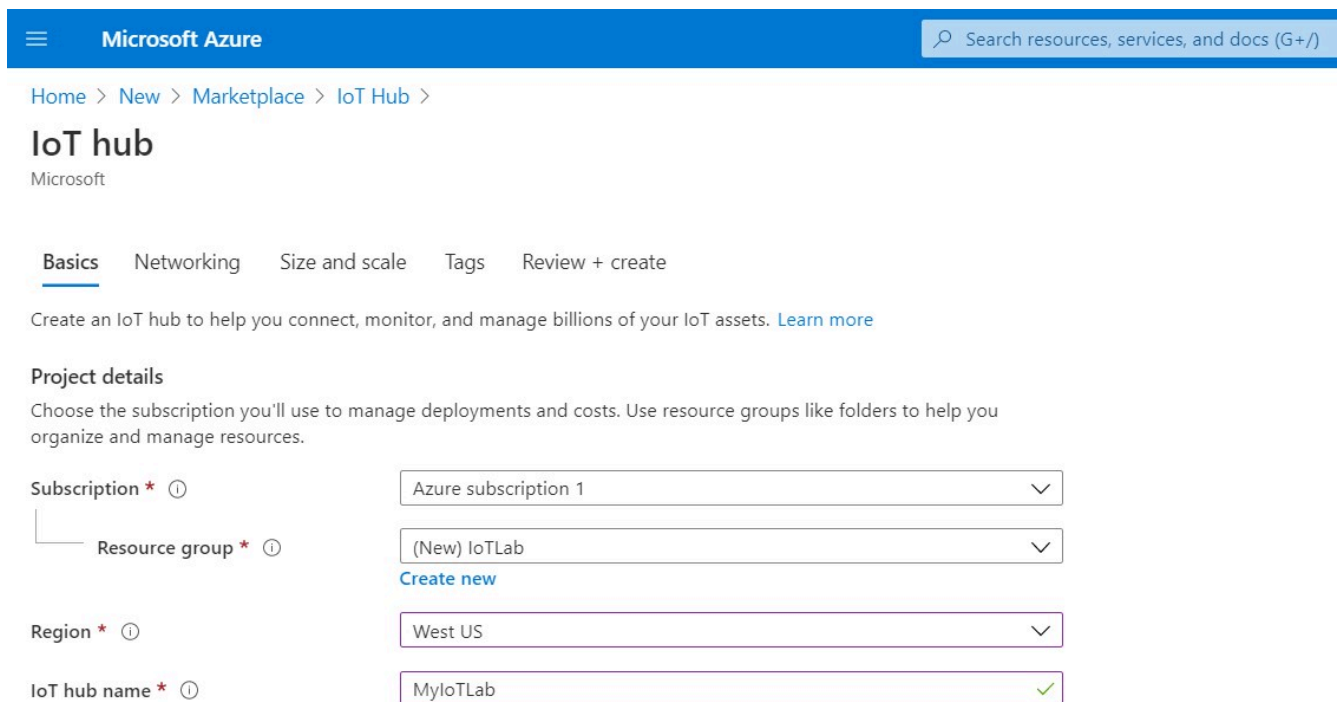 Microsoft Azure
Search resources, services, and docs (G+/)
Home > New > Marketplace > IoT Hub >
IoT hub
Microsoft
Basics Networking Size and scale Tags Review + create
Create an IoT hub to help you connect, monitor, and manage billions of your IoT assets. Learn more
Project details
Choose the subscription you'll use to manage deployments and costs. Use resource groups like folders to help you
organize and manage resources.
Subscription * Azure subscription 1
Resource group * (New) IoTLab
Create new
Region * West US
IoT hub name * MyIoTLab